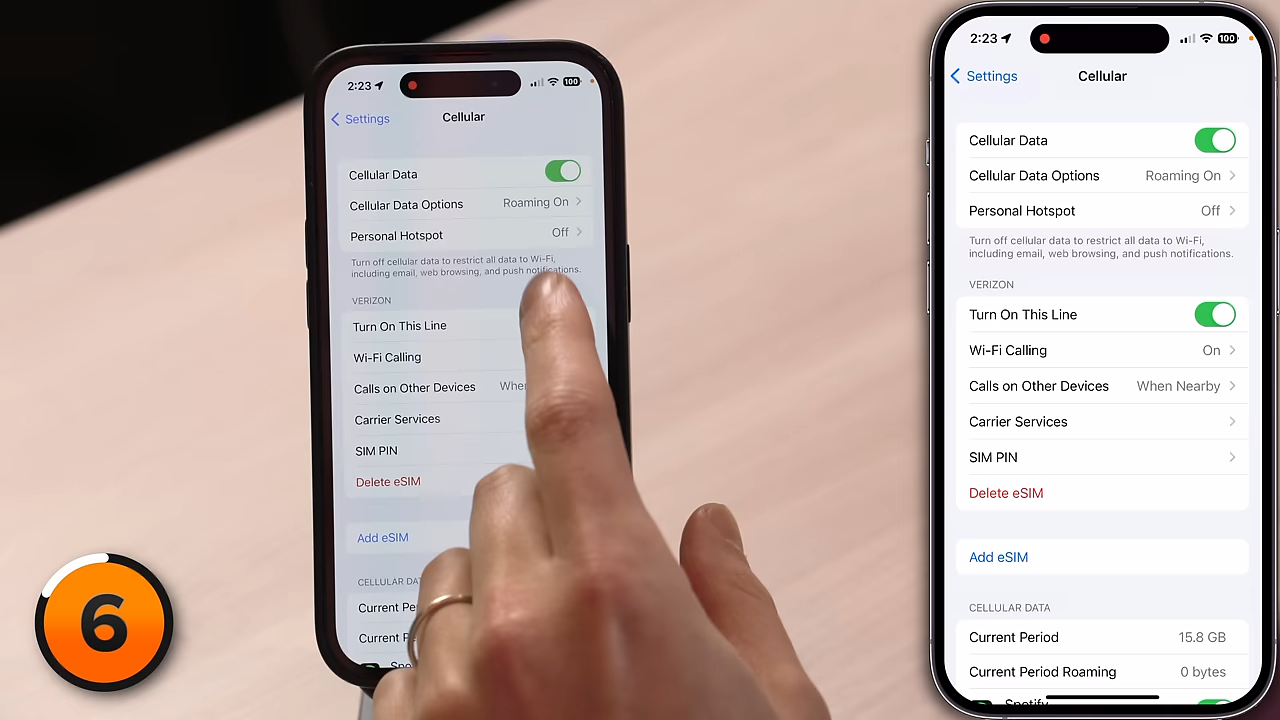 2:23
100
Settings
Cellular
Cellular Data
Cellular Data Options
Roaming On
Personal Hotspot
Off
Turn off cellular data to restrict all data to Wi-Fi,
including email, web browsing, and push notifications.
VERIZON
Turn On This Line
Wi-Fi Calling
Calls on Other Devices
Carrier Services
SIM PIN
Delete eSIM
Add eSIM
Current
6
2:23
100
Settings
Cellular
Cellular Data
Cellular Data Options
Roaming On
Personal Hotspot
Off
Turn off cellular data to restrict all data to Wi-Fi,
including email, web browsing, and push notifications.
VERIZON
Turn On This Line
Wi-Fi Calling
On
Calls on Other Devices
When Nearby
Carrier Services
SIM PIN
Delete eSIM
Add eSIM
CELLULAR DATA
Current Period
15.8 GB
Current Period Roaming
0 bytes
Spotify